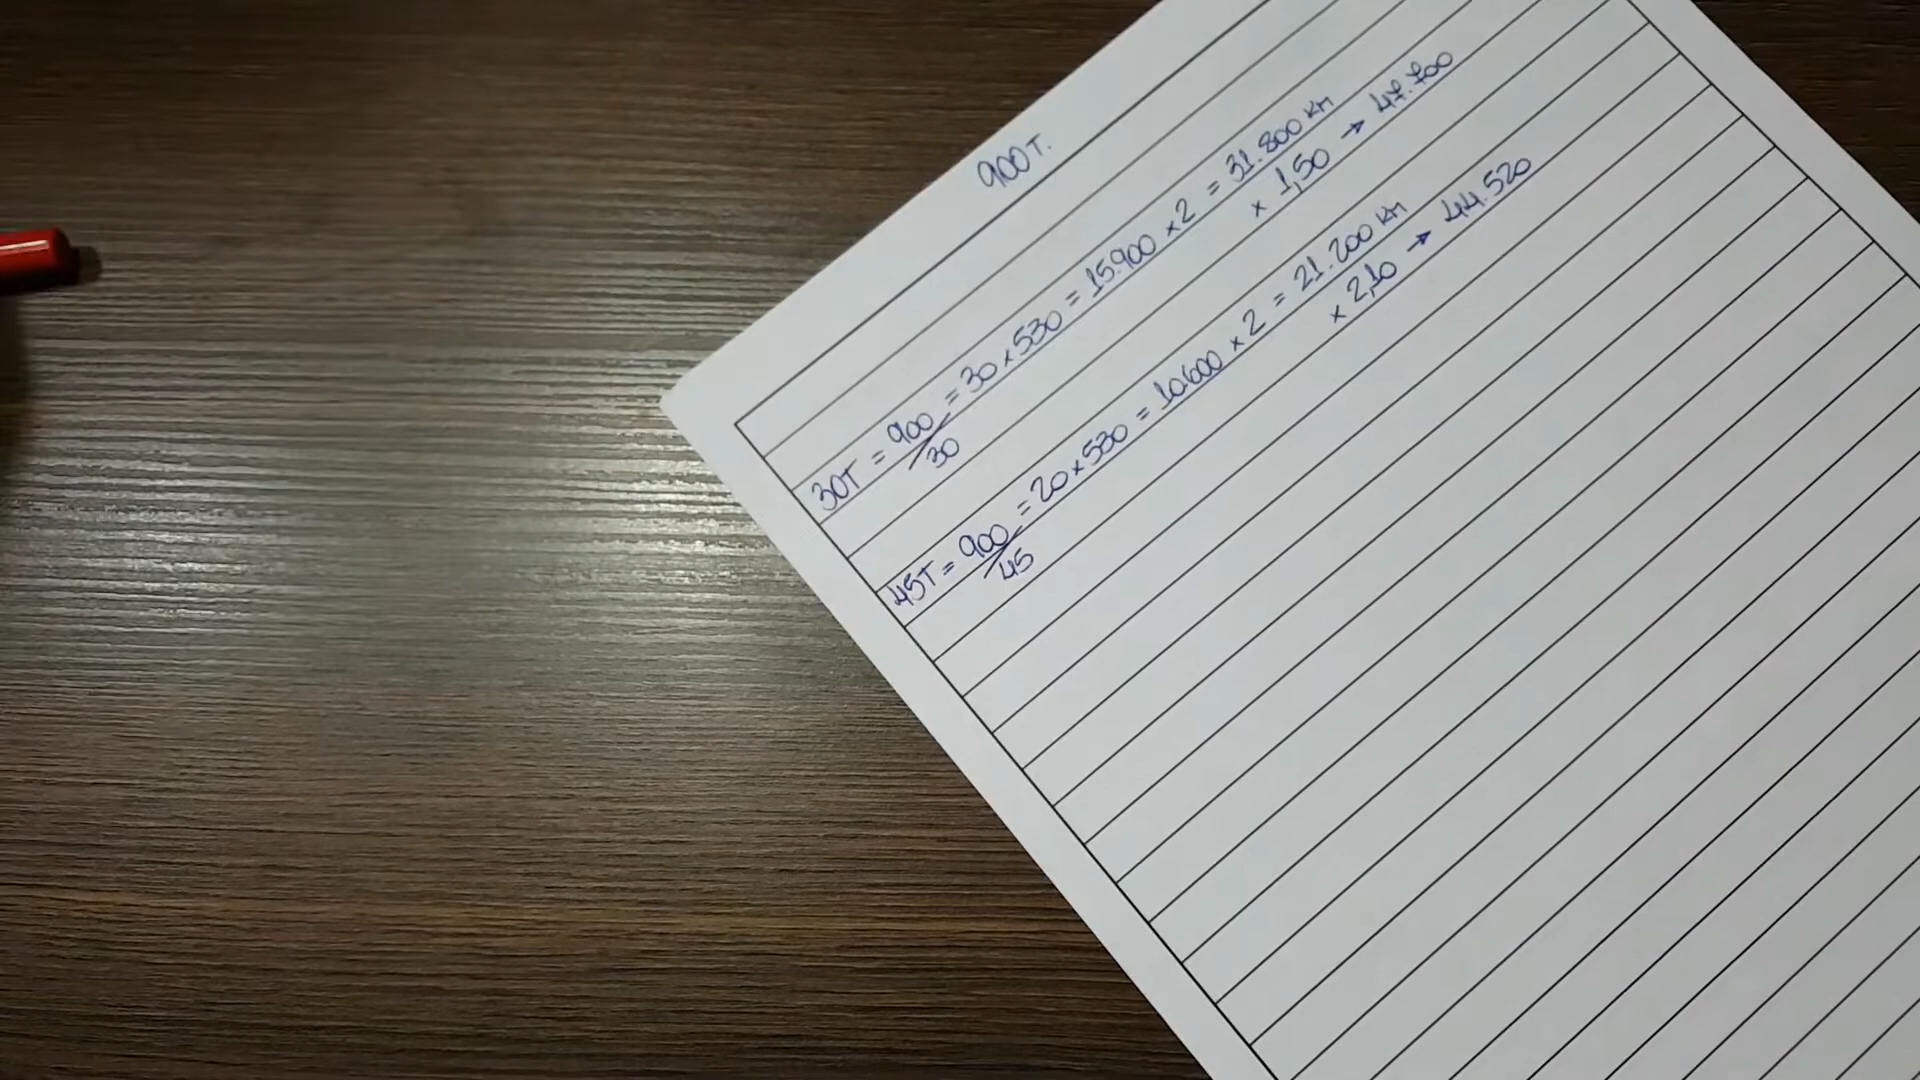 900T.
30T = 900/30 = 30 x 530 = 15.900 x 2 = 31.800 KM
x 1,50 → 47.700
45T = 900/45 = 20 x 530 = 10.600 x 2 = 21.200 KM
x 2,10 → 44.520